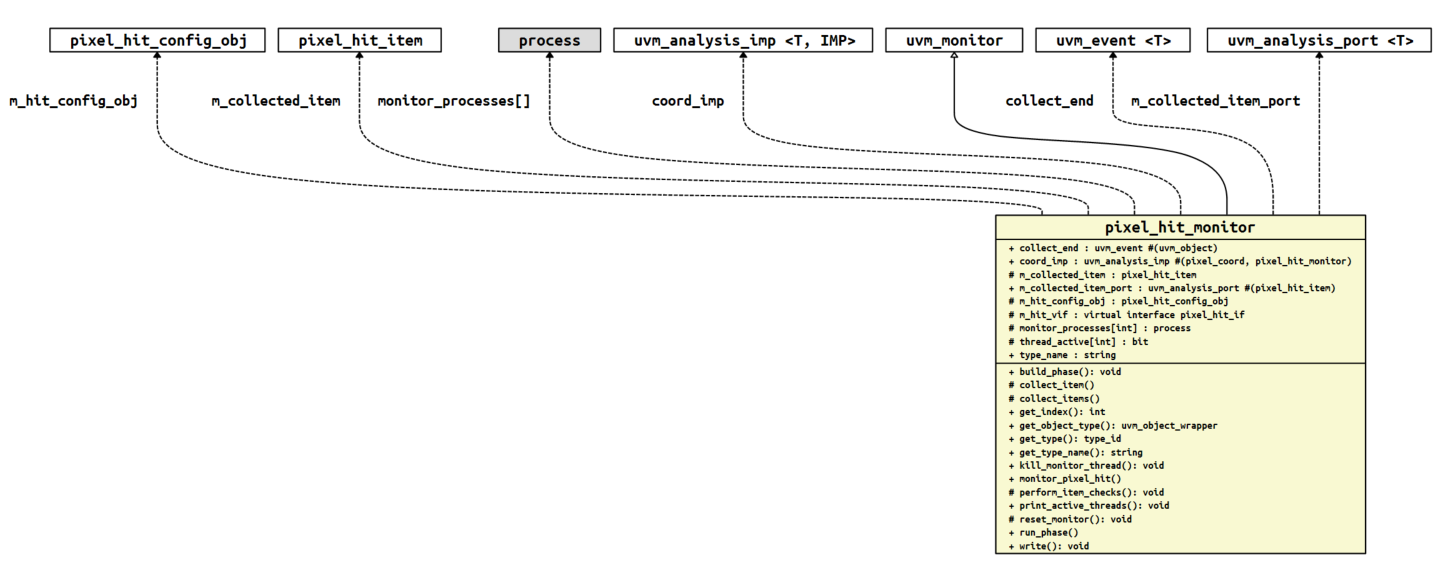 pixel_hit_config_obj pixel_hit_item process uvm_analysis_imp <T, IMP> uvm_monitor uvm_event <T> uvm_analysis_port <T>
m_hit_config_obj m_collected_item monitor_processes[] coord_imp collect_end m_collected_item_port
pixel_hit_monitor
+ collect_end : uvm_event #(uvm_object)
+ coord_imp : uvm_analysis_imp #(pixel_coord, pixel_hit_monitor)
# m_collected_item : pixel_hit_item
+ m_collected_item_port : uvm_analysis_port #(pixel_hit_item)
# m_hit_config_obj : pixel_hit_config_obj
# m_hit_vif : virtual interface pixel_hit_if
# monitor_processes[int] : process
# thread_active[int] : bit
+ type_name : string
+ build_phase(): void
# collect_item()
# collect_items()
+ get_index(): int
+ get_object_type(): uvm_object_wrapper
+ get_type(): type_id
+ get_type_name(): string
+ kill_monitor_thread(): void
+ monitor_pixel_hit()
# perform_item_checks(): void
+ print_active_threads(): void
# reset_monitor(): void
+ run_phase()
+ write(): void